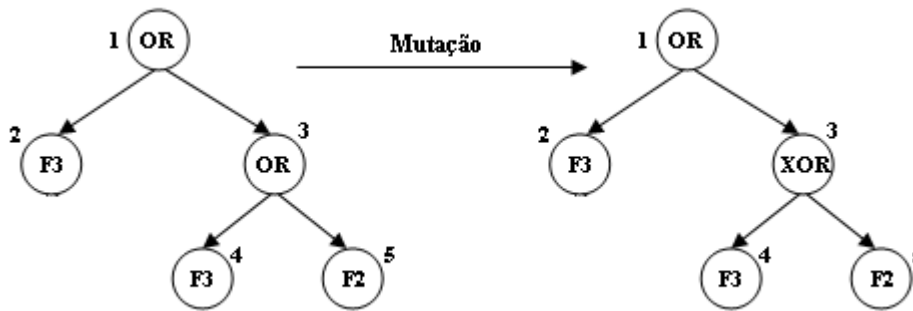 1 OR
Mutação
1 OR
2 F3
3 OR
2 F3
3 XOR
F3 4
F2 5
F3 4
F2